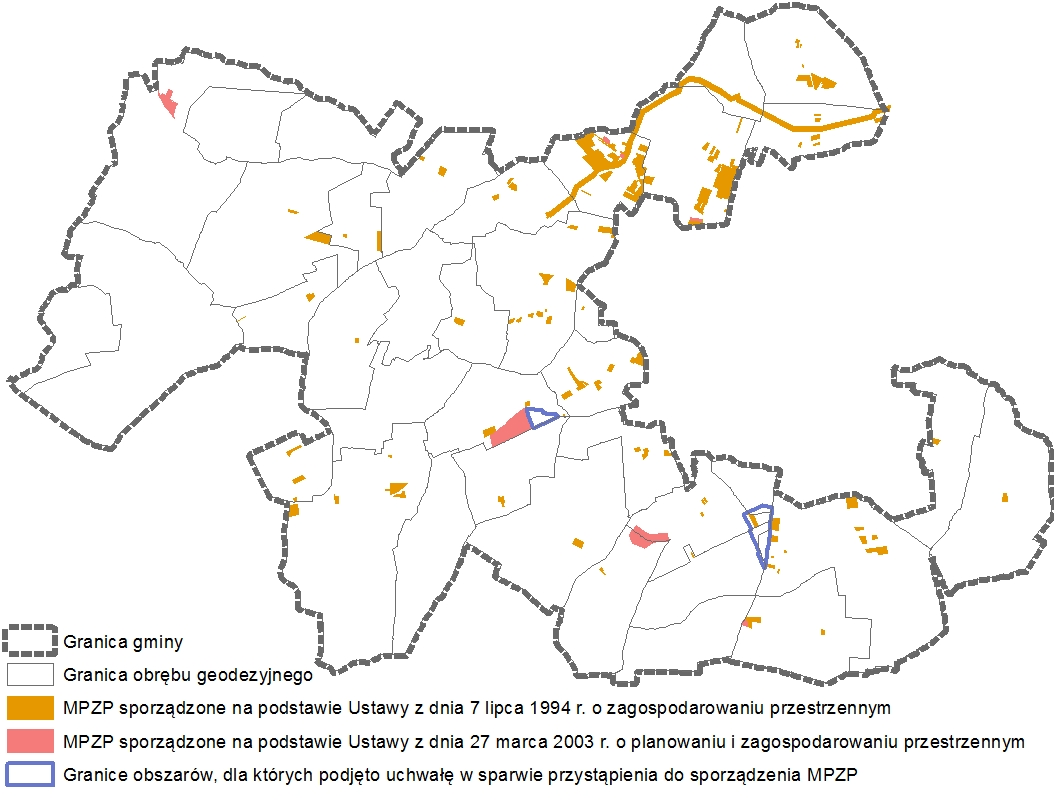 Granica gminy
Granica obrębu geodezyjnego
MPZP sporządzone na podstawie Ustawy z dnia 7 lipca 1994 r. o zagospodarowaniu przestrzennym
MPZP sporządzone na podstawie Ustawy z dnia 27 marca 2003 r. o planowaniu i zagospodarowaniu przestrzennym
Granice obszarów, dla których podjęto uchwałę w sparwie przystąpienia do sporządzenia MPZP